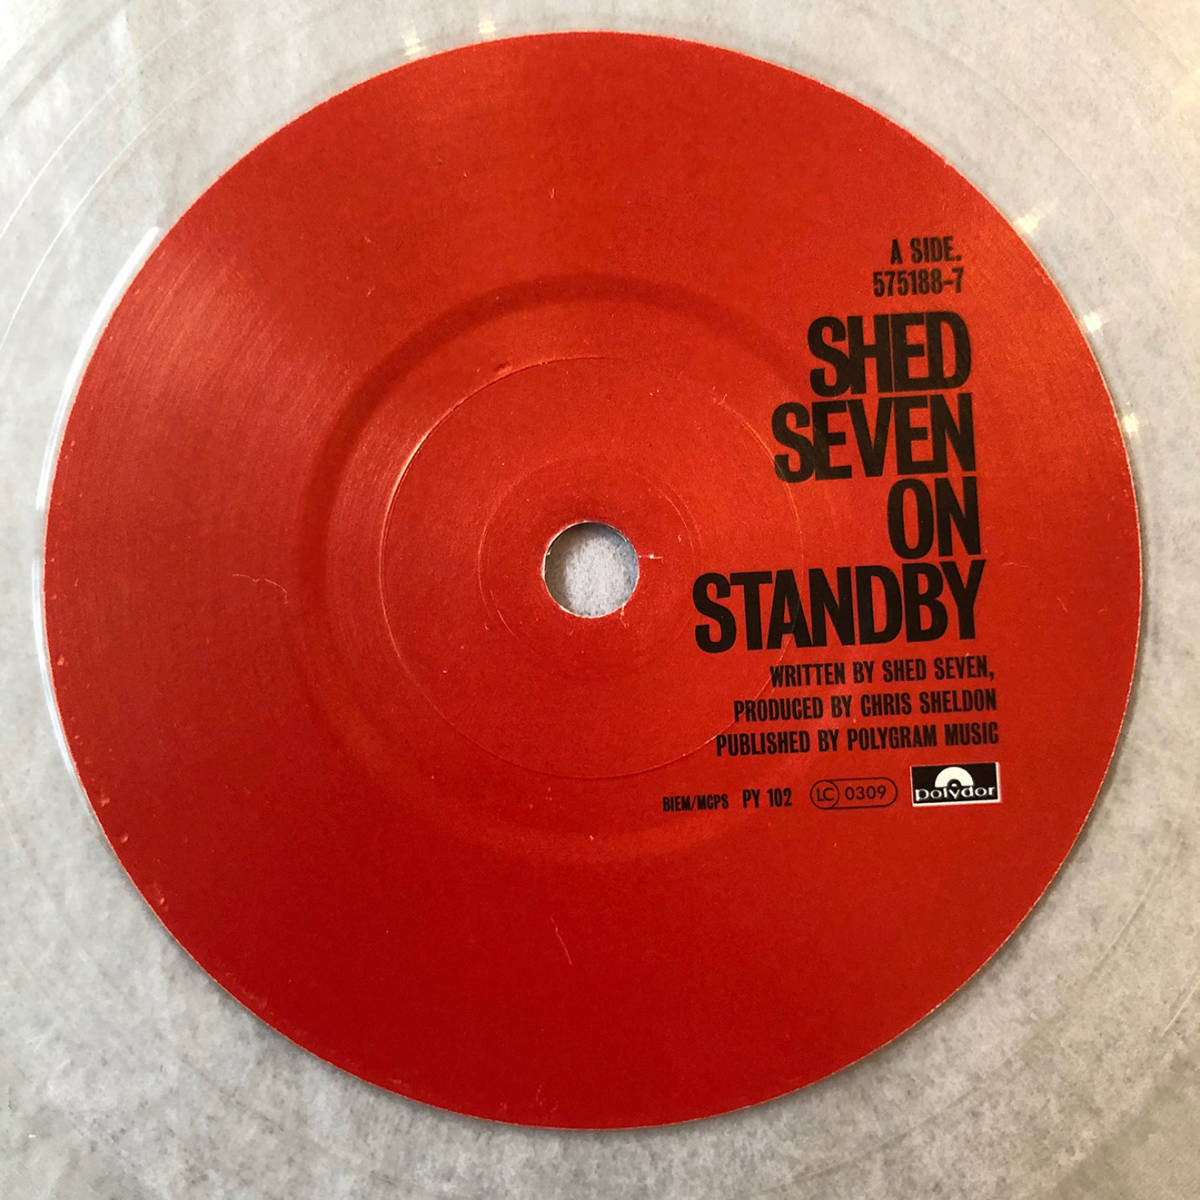 A SIDE.
575188-7
SHED
SEVEN
ON
STANDBY
WRITTEN BY SHED SEVEN,
PRODUCED BY CHRIS SHELDON
PUBLISHED BY POLYGRAM MUSIC
BIEM/MCPS PY 102 LC 0309 polydor